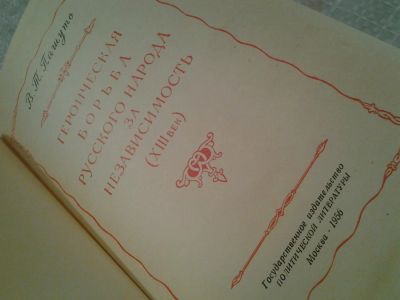 В. Т. Пашуто
ГЕРОИЧЕСКАЯ
БОРЬБА
РУССКОГО НАРОДА
ЗА
НЕЗАВИСИМОСТЬ
(XIII век)
Государственное издательство
ПОЛИТИЧЕСКОЙ ЛИТЕРАТУРЫ
Москва · 1956